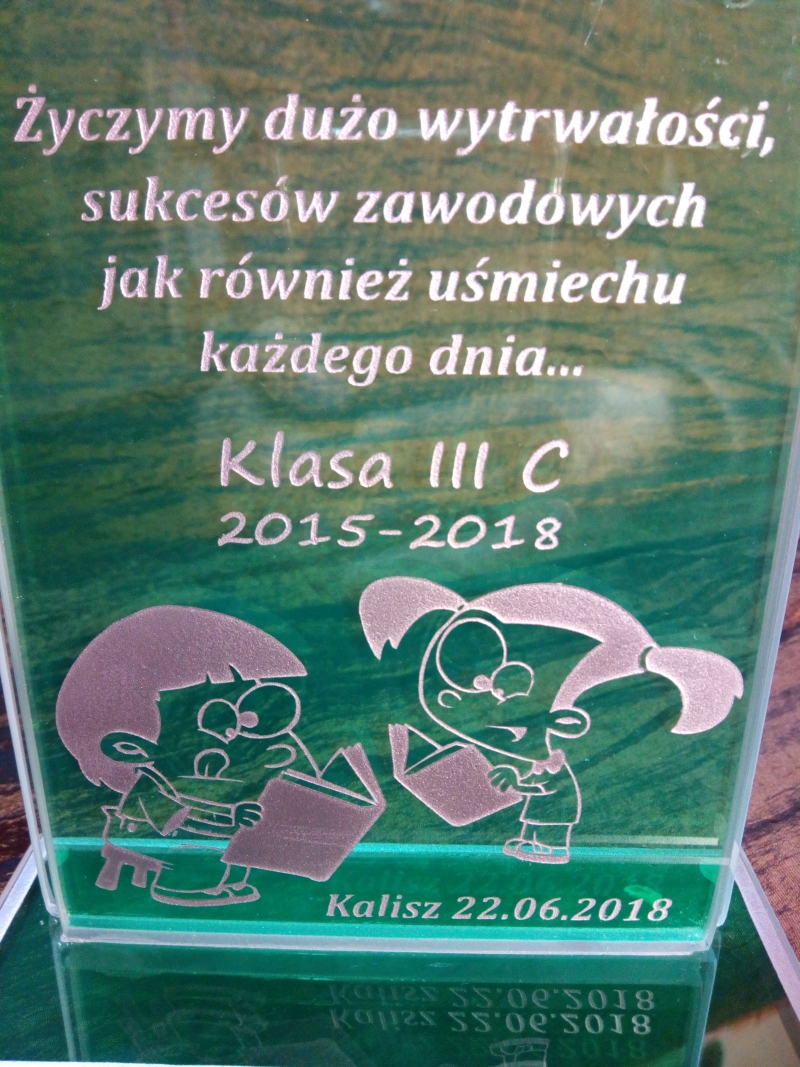 Życzymy dużo wytrwałości,
sukcesów zawodowych
jak również uśmiechu
każdego dnia...
Klasa III C
2015-2018
Kalisz 22.06.2018